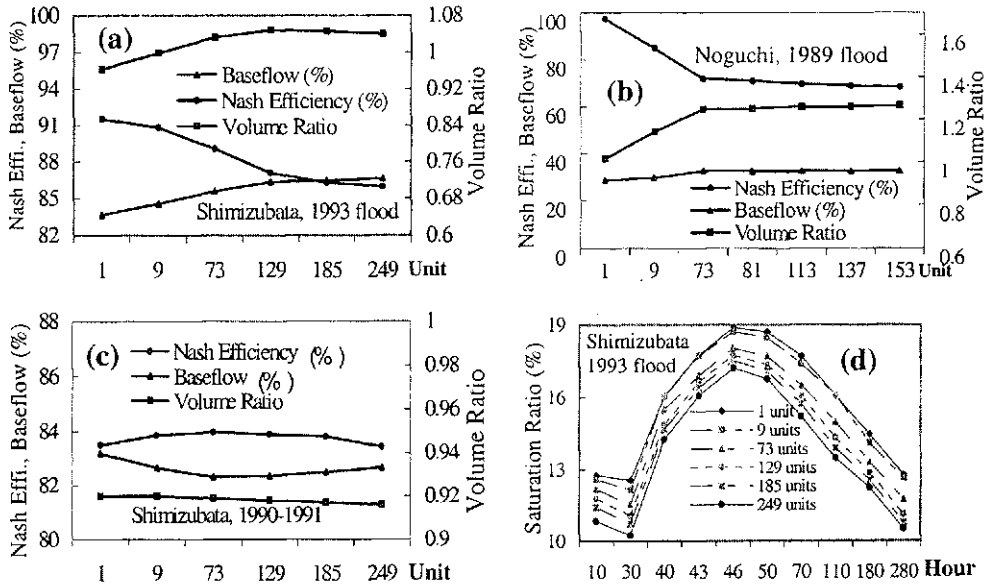 (a)
Nash Effi., Baseflow (%)
100
97
94
91
88
85
82
Baseflow (%)
Nash Efficiency (%)
Volume Ratio
Shimizubata, 1993 flood
1.08
1
0.92
0.84
0.76
0.68
0.6
Volume Ratio
1 9 73 129 185 249 Unit
(b)
Nash Effi., Baseflow (%)
100
80
60
40
20
0
Noguchi, 1989 flood
Nash Efficiency (%)
Baseflow (%)
Volume Ratio
1.6
1.4
1.2
1
0.8
0.6
Volume Ratio
1 9 73 81 113 137 153 Unit
(c)
Nash Effi., Baseflow (%)
88
86
84
82
80
Nash Efficiency (%)
Baseflow (%)
Volume Ratio
Shimizubata, 1990-1991
1
0.98
0.96
0.94
0.92
0.9
Volume Ratio
1 9 73 129 185 249 Unit
Saturation Ratio (%)
19
16
13
10
Shimizubata
1993 flood
(d)
1 unit
9 units
73 units
129 units
185 units
249 units
10 30 40 43 46 50 70 110 180 280 Hour